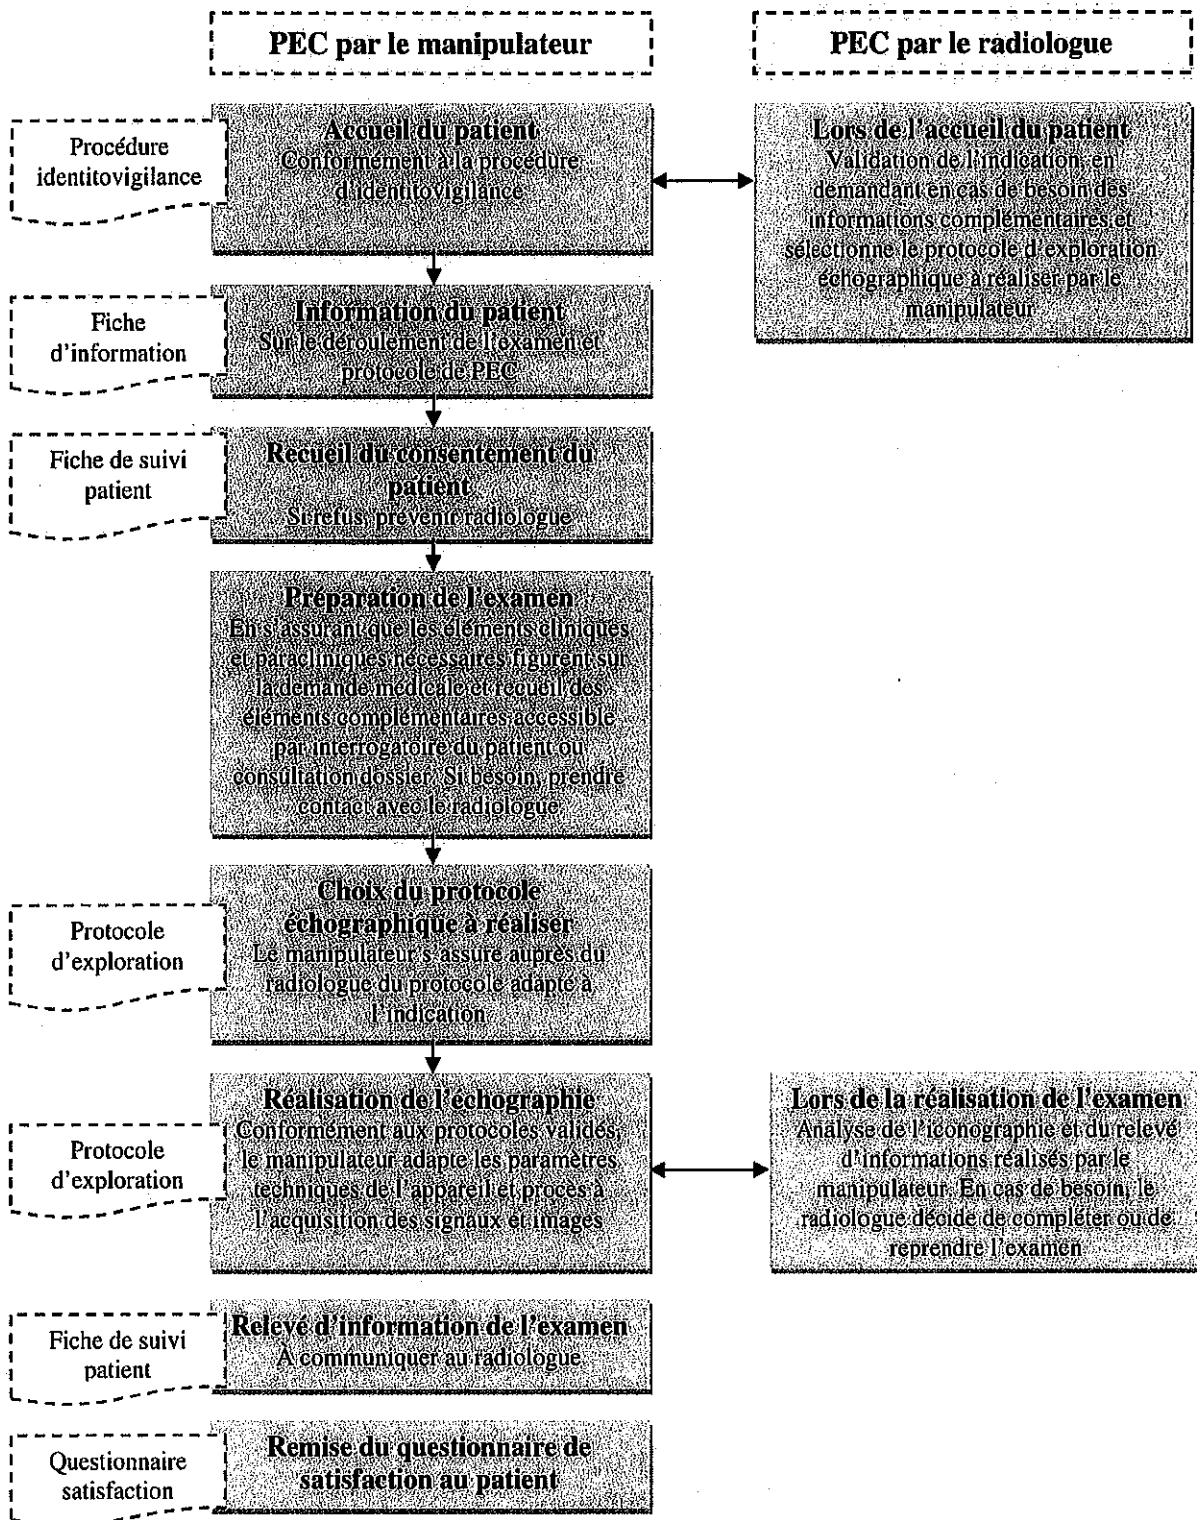 PEC par le manipulateur
PEC par le radiologue
Procédure
identitovigilance
Accueil du patient
Conformément à la procédure
d'identitovigilance
Lors de l'accueil du patient
Validation de l'indication, en
demandant en cas de besoin des
informations complémentaires et
sélectionne le protocole d'exploration
échographique à réaliser par le
manipulateur
Fiche
d'information
Information du patient
Sur le déroulement de l'examen et
protocole de PEC
Fiche de suivi
patient
Recueil du consentement du
patient
Si refus, prévenir radiologue
Préparation de l'examen
En s'assurant que les éléments cliniques
et paracliniques nécessaires figurent sur
la demande médicale et recueil des
éléments complémentaires accessible
par interrogatoire du patient ou
consultation dossier. Si besoin, prendre
contact avec le radiologue
Protocole
d'exploration
Choix du protocole
échographique à réaliser
Le manipulateur s'assure auprès du
radiologue du protocole adapté à
l'indication
Protocole
d'exploration
Réalisation de l'échographie
Conformément aux protocoles validés,
le manipulateur adapte les paramètres
techniques de l'appareil et procès à
l'acquisition des signaux et images
Lors de la réalisation de l'examen
Analyse de l'iconographie et du relevé
d'informations réalisés par le
manipulateur. En cas de besoin, le
radiologue décide de compléter ou de
reprendre l'examen
Fiche de suivi
patient
Relevé d'information de l'examen
À communiquer au radiologue
Questionnaire
satisfaction
Remise du questionnaire de
satisfaction au patient